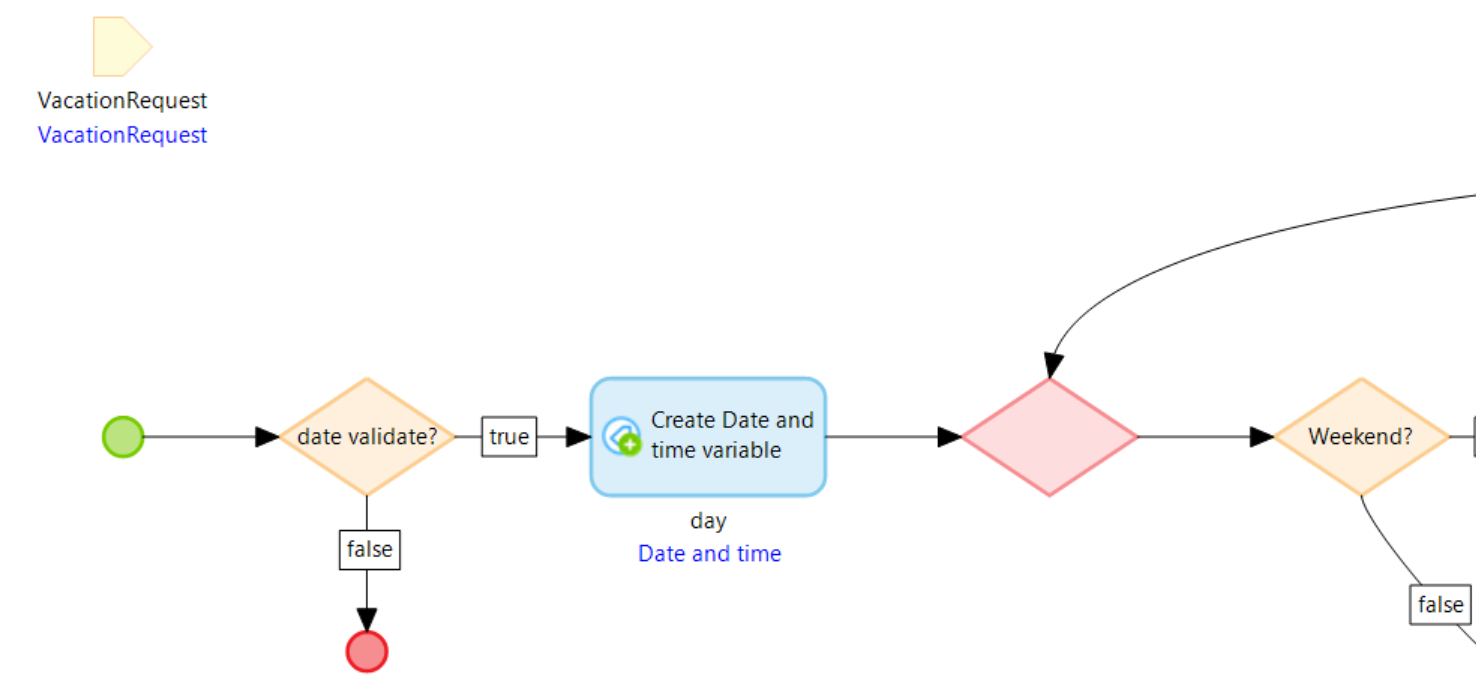 VacationRequest
VacationRequest
date validate?
true
Create Date and
time variable
Weekend?
day
false
Date and time
false